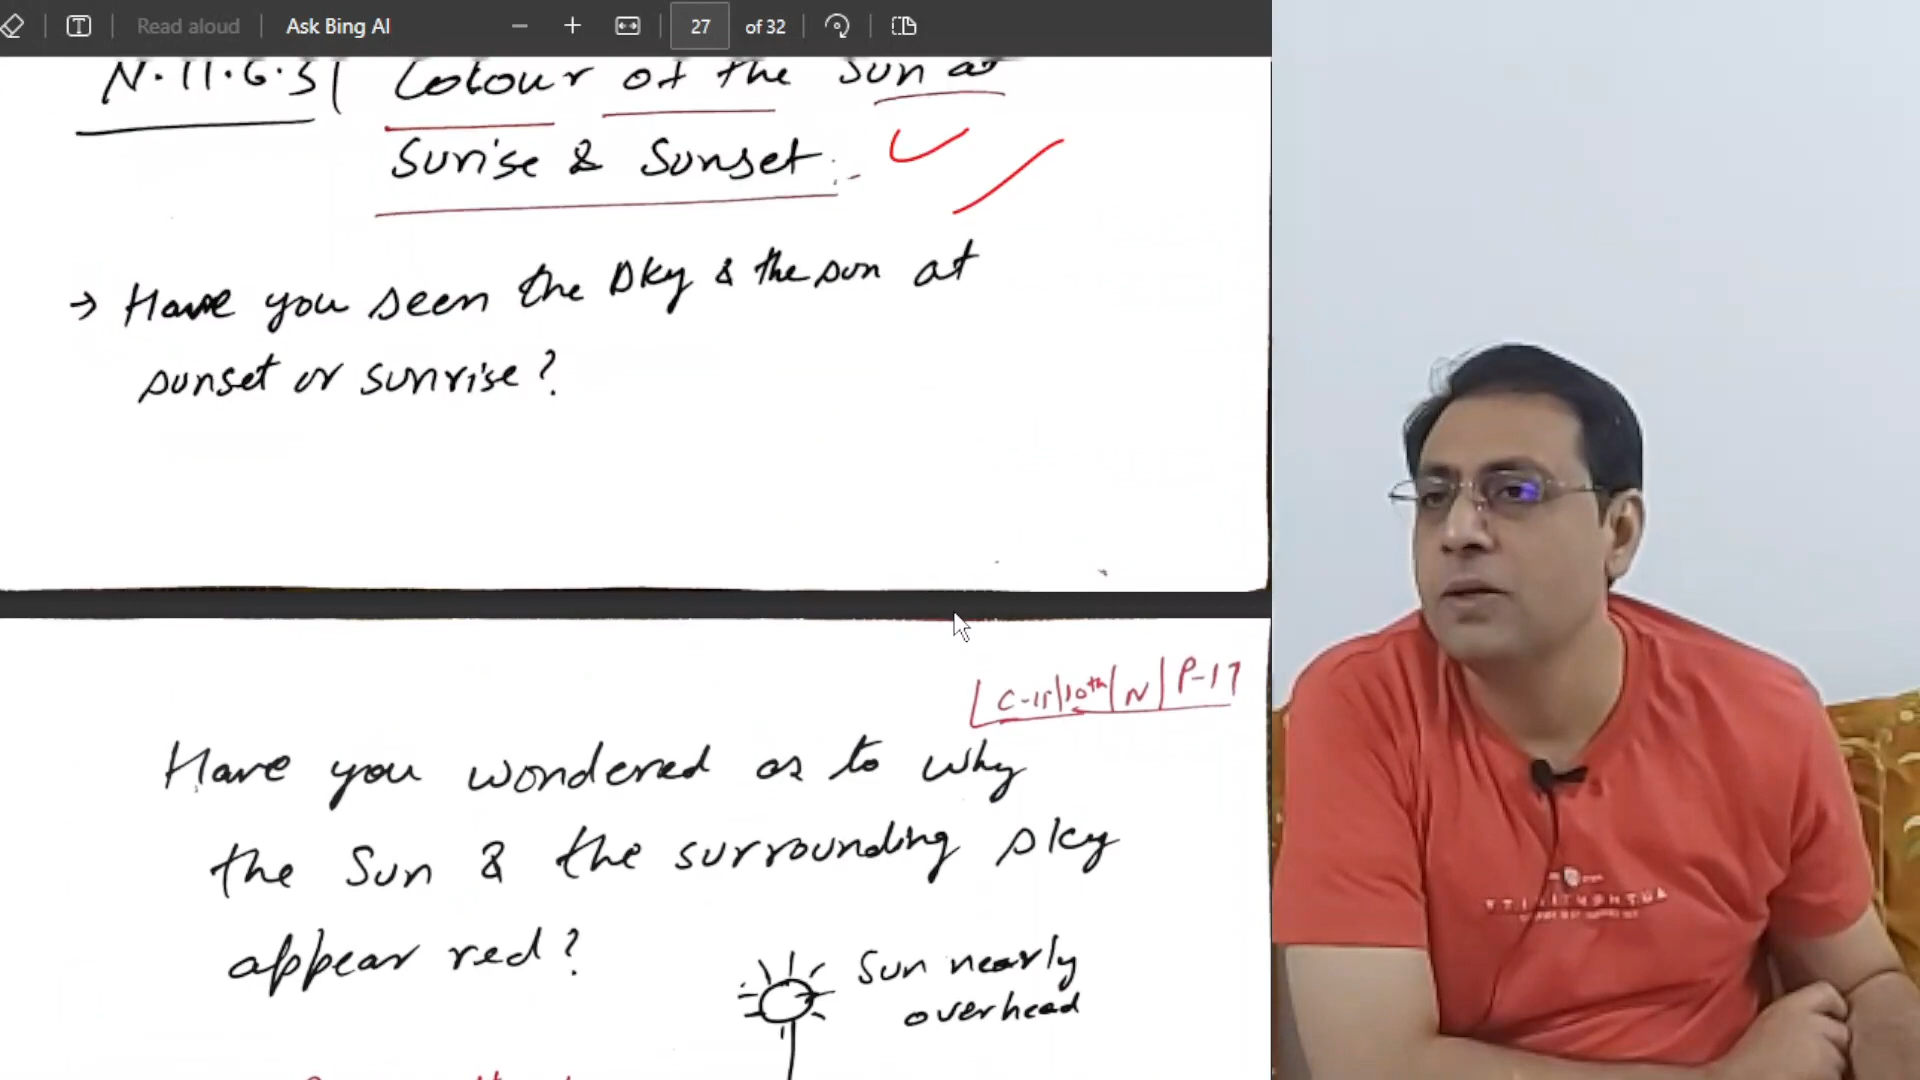 Read aloud
Ask Bing AI
27 of 32
N.11.6.3| Colour of the Sun at
Sunrise & Sunset :-
→ Have you seen the sky & the sun at
sunset or sunrise?
C-11|10th|N|P-17
Have you wondered as to why
the Sun & the surrounding sky
appear red?
Sun nearly
overhead